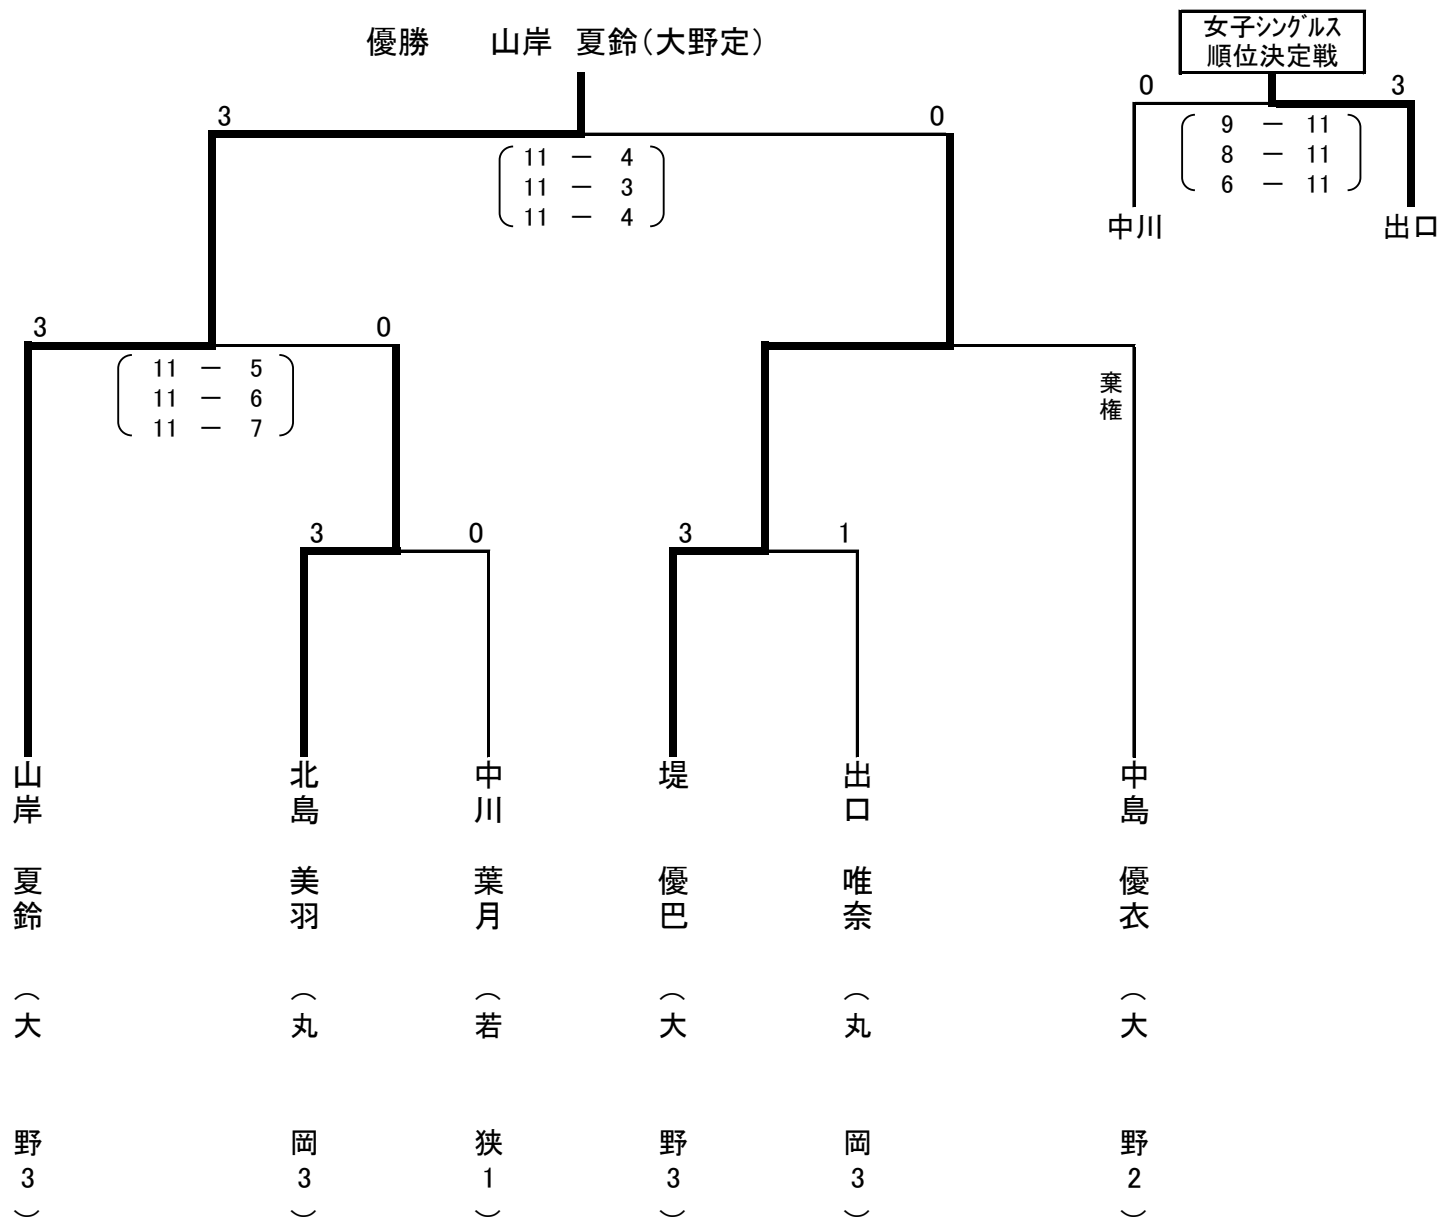 優勝　　山岸　夏鈴(大野定)
女子シングルス
順位決定戦
0
3
9 － 11
8 － 11
6 － 11
中川
出口
3
0
11 － 4
11 － 3
11 － 4
3
0
11 － 5
11 － 6
11 － 7
棄権
3
0
3
1
山岸　夏鈴（大　野3）
北島　美羽（丸　岡3）
中川　葉月（若　狭1）
堤　優巴（大　野3）
出口　唯奈（丸　岡3）
中島　優衣（大　野2）